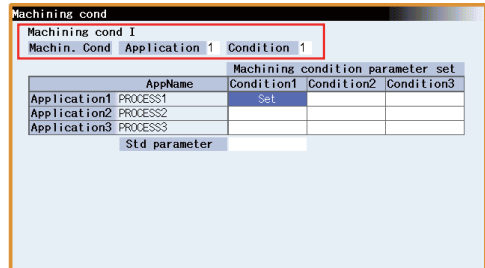 Machining cond
Machining cond I
Machin. Cond Application 1 Condition 1
Machining condition parameter set
AppName Condition1 Condition2 Condition3
Application1 PROCESS1 Set
Application2 PROCESS2
Application3 PROCESS3
Std parameter